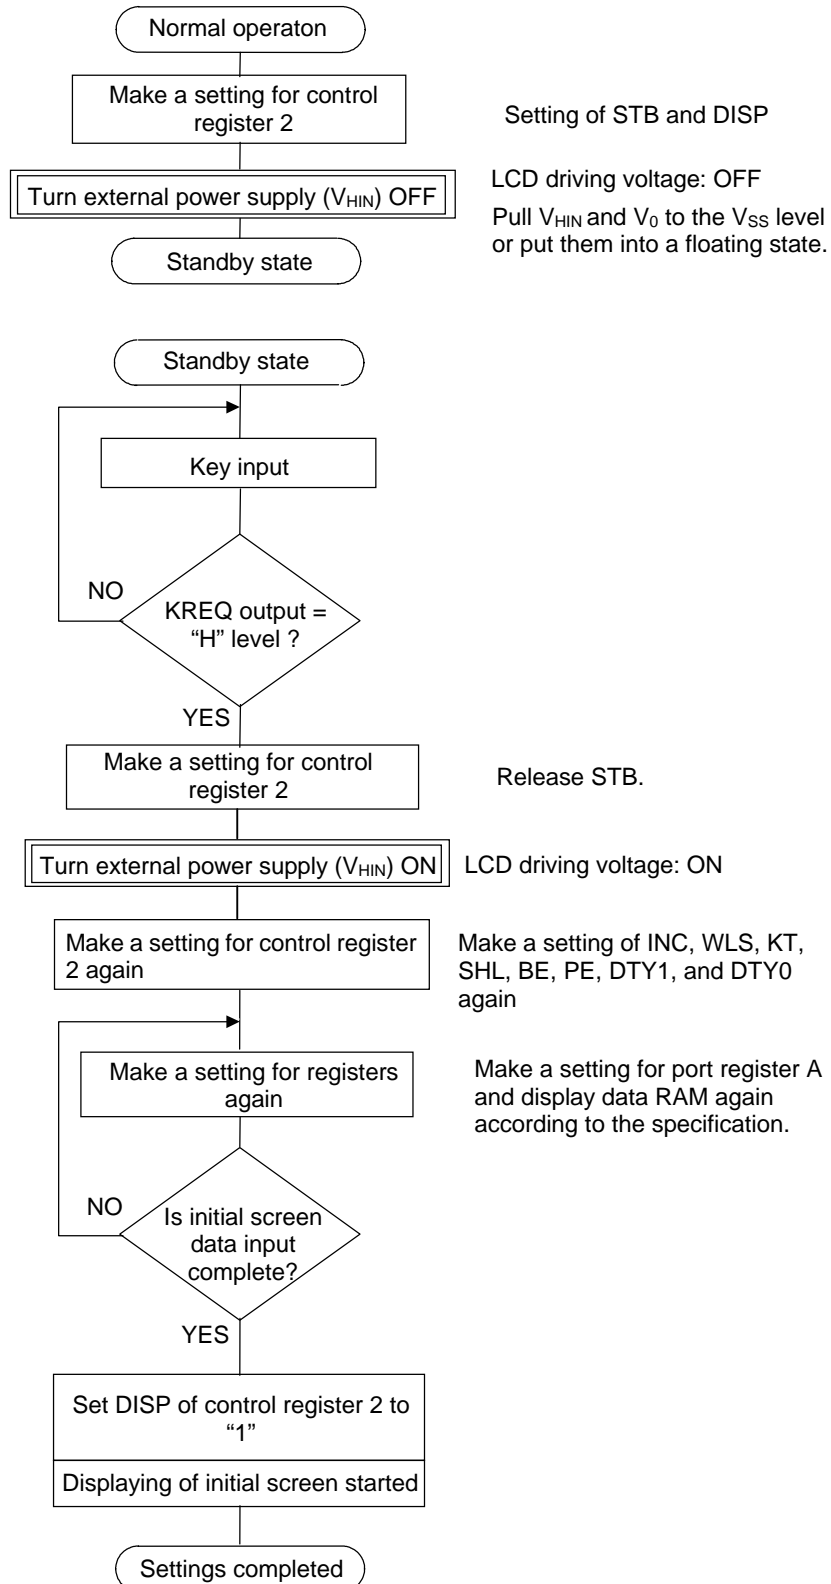 Normal operaton
Make a setting for control
register 2
Setting of STB and DISP
Turn external power supply (VHIN) OFF
LCD driving voltage: OFF
Pull VHIN and V0 to the VSS level
or put them into a floating state.
Standby state
Standby state
Key input
NO
KREQ output =
“H” level ?
YES
Make a setting for control
register 2
Release STB.
Turn external power supply (VHIN) ON
LCD driving voltage: ON
Make a setting for control register
2 again
Make a setting of INC, WLS, KT,
SHL, BE, PE, DTY1, and DTY0
again
Make a setting for registers
again
Make a setting for port register A
and display data RAM again
according to the specification.
NO
Is initial screen
data input
complete?
YES
Set DISP of control register 2 to
“1”
Displaying of initial screen started
Settings completed